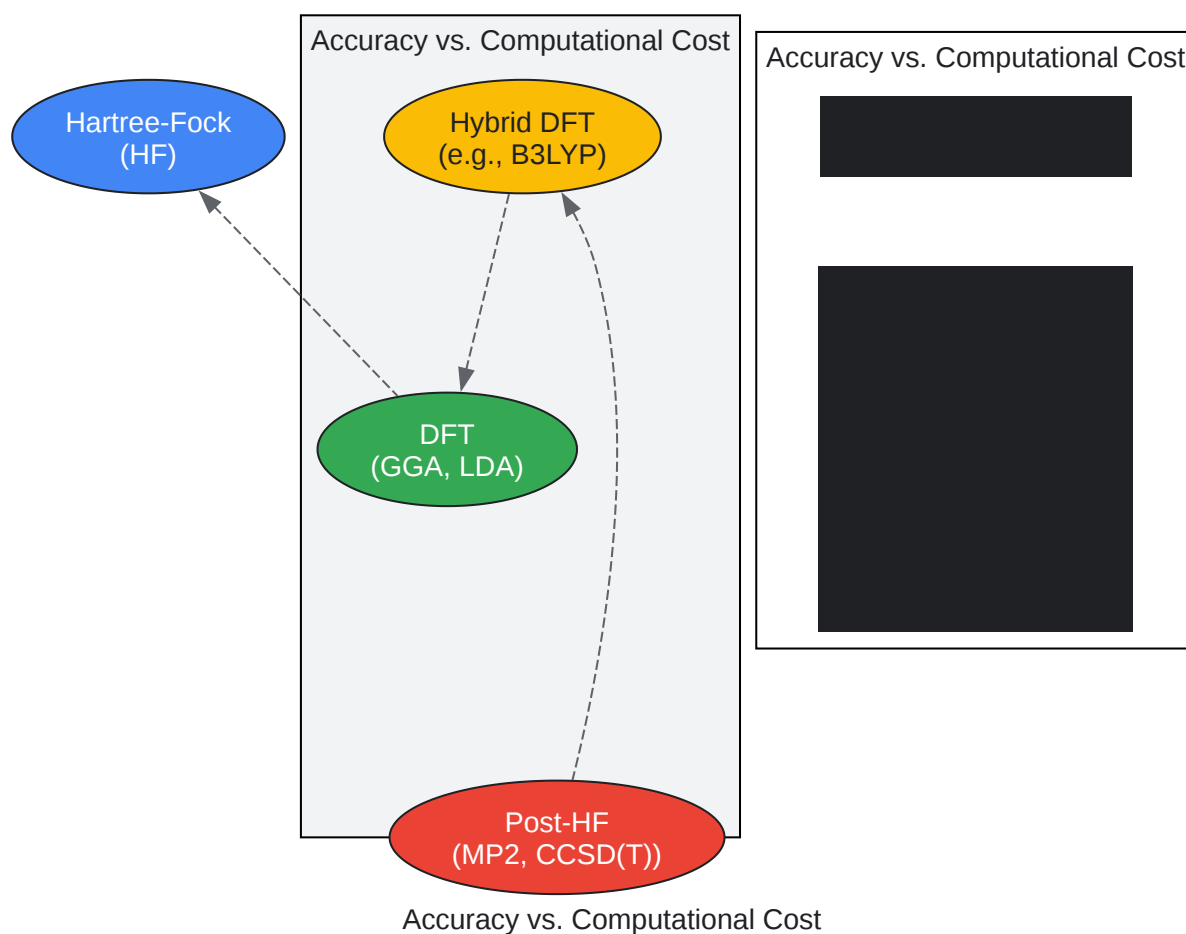 Accuracy vs. Computational Cost
Accuracy vs. Computational Cost
Hartree-Fock
(HF)
Hybrid DFT
(e.g., B3LYP)
DFT
(GGA, LDA)
Post-HF
(MP2, CCSD(T))
Accuracy vs. Computational Cost